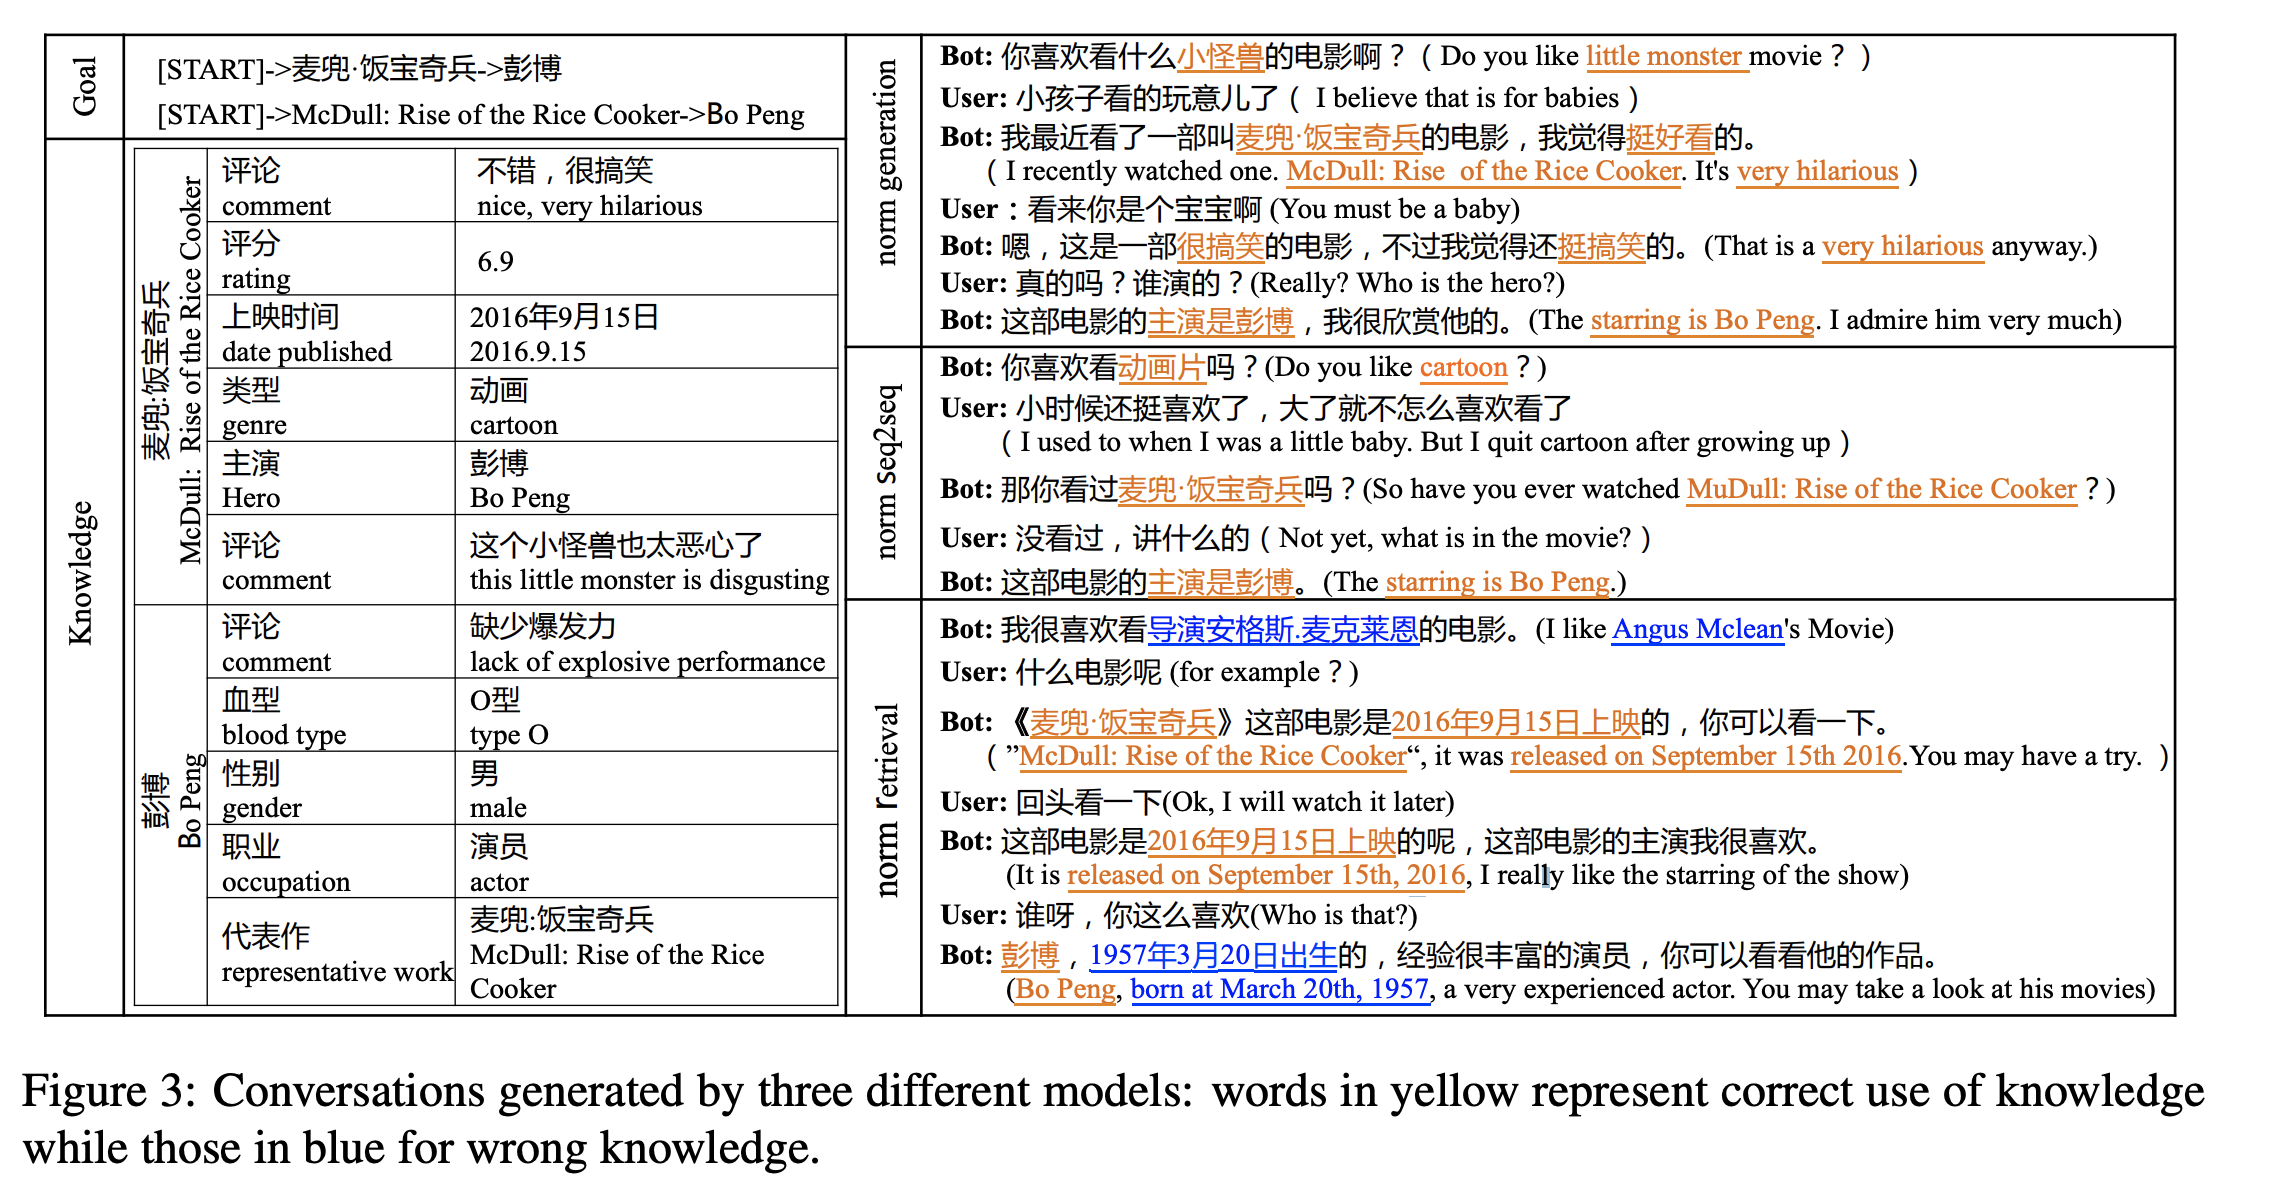 Goal
[START]->麦兜·饭宝奇兵->彭博
[START]->McDull: Rise of the Rice Cooker->Bo Peng
Knowledge
麦兜:饭宝奇兵
McDull: Rise of the Rice Cooker
评论
comment
不错，很搞笑
nice, very hilarious
评分
rating
6.9
上映时间
date published
2016年9月15日
2016.9.15
类型
genre
动画
cartoon
主演
Hero
彭博
Bo Peng
评论
comment
这个小怪兽也太恶心了
this little monster is disgusting
彭博
Bo Peng
评论
comment
缺少爆发力
lack of explosive performance
血型
blood type
O型
type O
性别
gender
男
male
职业
occupation
演员
actor
代表作
representative work
麦兜:饭宝奇兵
McDull: Rise of the Rice
Cooker
norm generation
Bot: 你喜欢看什么小怪兽的电影啊？（ Do you like little monster movie？ ）
User: 小孩子看的玩意儿了（ I believe that is for babies ）
Bot: 我最近看了一部叫麦兜·饭宝奇兵的电影，我觉得挺好看的。
（ I recently watched one. McDull: Rise of the Rice Cooker. It's very hilarious ）
User：看来你是个宝宝啊 (You must be a baby)
Bot: 嗯，这是一部很搞笑的电影，不过我觉得还挺搞笑的。(That is a very hilarious anyway.)
User: 真的吗？谁演的？(Really? Who is the hero?)
Bot: 这部电影的主演是彭博，我很欣赏他的。(The starring is Bo Peng. I admire him very much)
norm seq2seq
Bot: 你喜欢看动画片吗？(Do you like cartoon？)
User: 小时候还挺喜欢了，大了就不怎么喜欢看了
（ I used to when I was a little baby. But I quit cartoon after growing up ）
Bot: 那你看过麦兜·饭宝奇兵吗？(So have you ever watched MuDull: Rise of the Rice Cooker？)
User: 没看过，讲什么的（ Not yet, what is in the movie? ）
Bot: 这部电影的主演是彭博。(The starring is Bo Peng.)
norm retrieval
Bot: 我很喜欢看导演安格斯.麦克莱恩的电影。(I like Angus Mclean's Movie)
User: 什么电影呢 (for example？)
Bot: 《麦兜·饭宝奇兵》这部电影是2016年9月15日上映的，你可以看一下。
（ ”McDull: Rise of the Rice Cooker“, it was released on September 15th 2016.You may have a try. ）
User: 回头看一下(Ok, I will watch it later)
Bot: 这部电影是2016年9月15日上映的呢，这部电影的主演我很喜欢。
(It is released on September 15th, 2016, I really like the starring of the show)
User: 谁呀，你这么喜欢(Who is that?)
Bot: 彭博，1957年3月20日出生的，经验很丰富的演员，你可以看看他的作品。
(Bo Peng, born at March 20th, 1957, a very experienced actor. You may take a look at his movies)
Figure 3: Conversations generated by three different models: words in yellow represent correct use of knowledge
while those in blue for wrong knowledge.